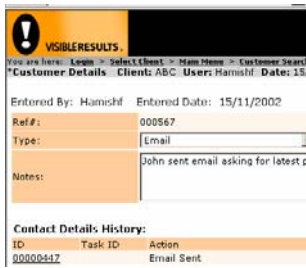 VISIBLERESULTS.
You are here: Login > Select Client > Main Menu > Customer Search
*Customer Details Client: ABC User: Hamishf Date: 15
Entered By: Hamishf Entered Date: 15/11/2002
Ref#: 000567
Type: Email
Notes: John sent email asking for latest p
Contact Details History:
ID Task ID Action
00000447 Email Sent